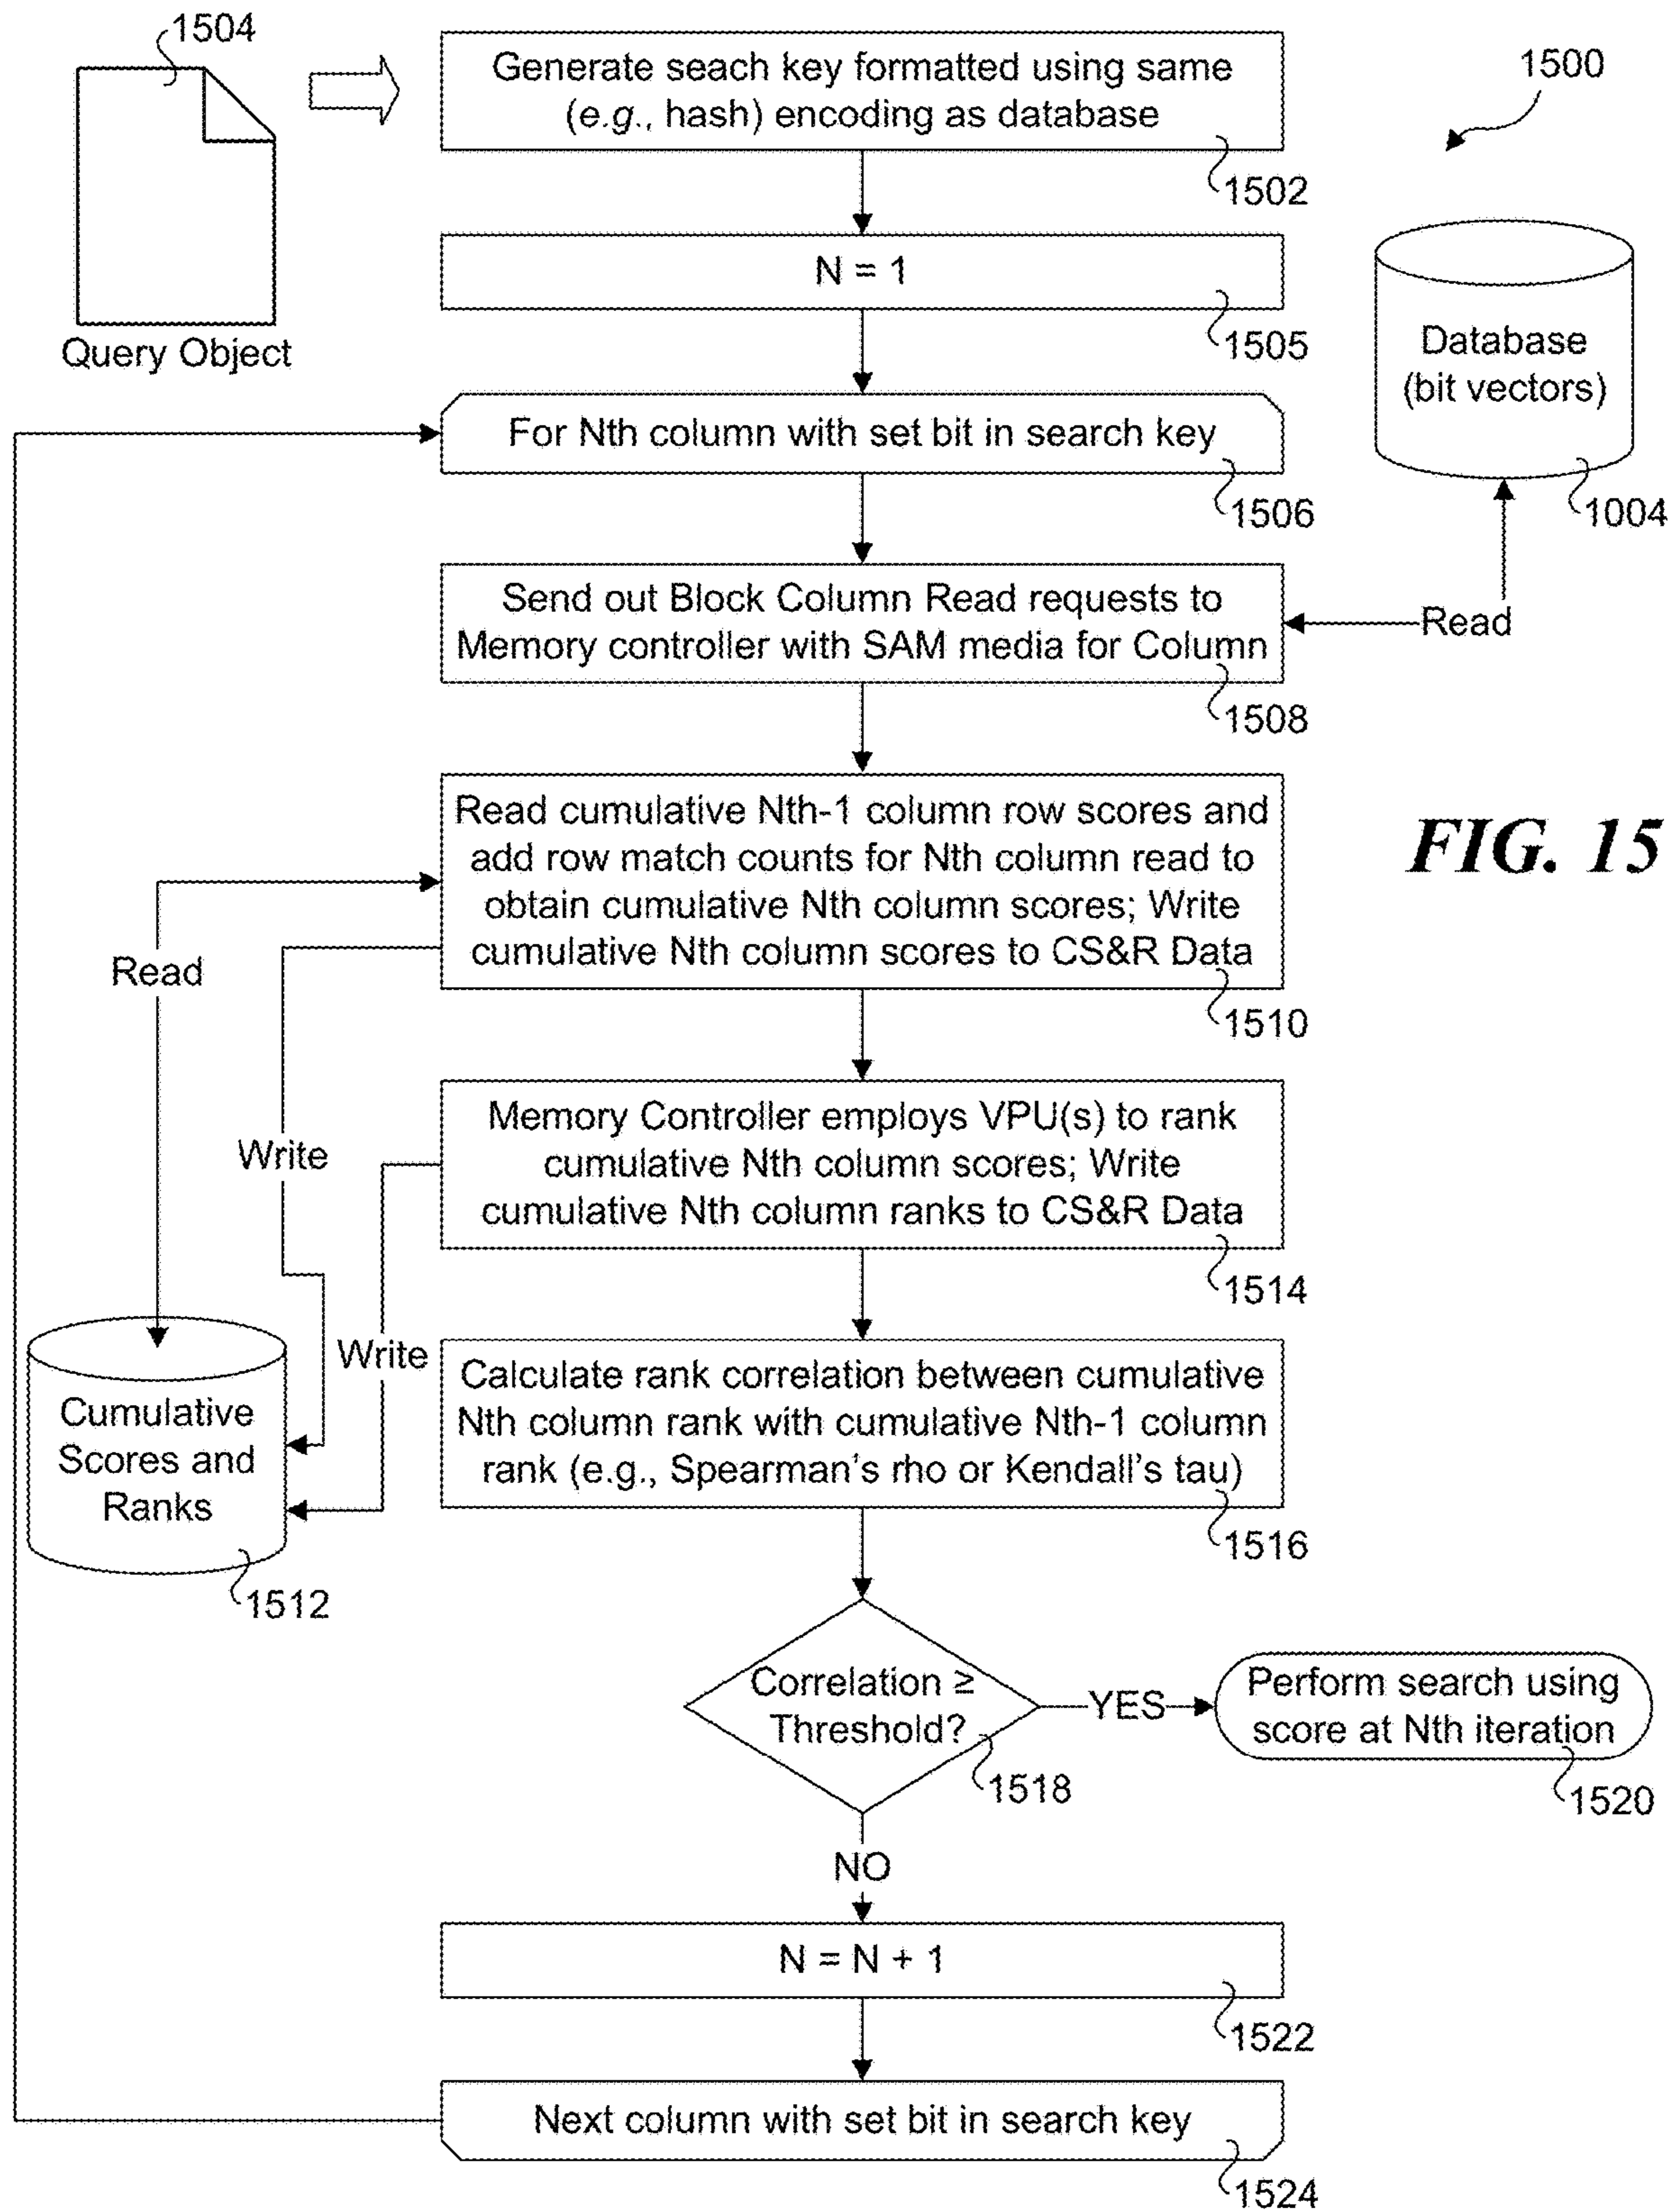 1504
Generate seach key formatted using same
(e.g., hash) encoding as database
1502
1500
Query Object
N = 1
1505
Database
(bit vectors)
1004
For Nth column with set bit in search key
1506
Send out Block Column Read requests to
Memory controller with SAM media for Column
1508
Read
FIG. 15
Read cumulative Nth-1 column row scores and
add row match counts for Nth column read to
obtain cumulative Nth column scores; Write
cumulative Nth column scores to CS&R Data
1510
Read
Write
Memory Controller employs VPU(s) to rank
cumulative Nth column scores; Write
cumulative Nth column ranks to CS&R Data
1514
Write
Cumulative
Scores and
Ranks
1512
Calculate rank correlation between cumulative
Nth column rank with cumulative Nth-1 column
rank (e.g., Spearman's rho or Kendall's tau)
1516
Correlation ≥
Threshold?
1518
YES
Perform search using
score at Nth iteration
1520
NO
N = N + 1
1522
Next column with set bit in search key
1524